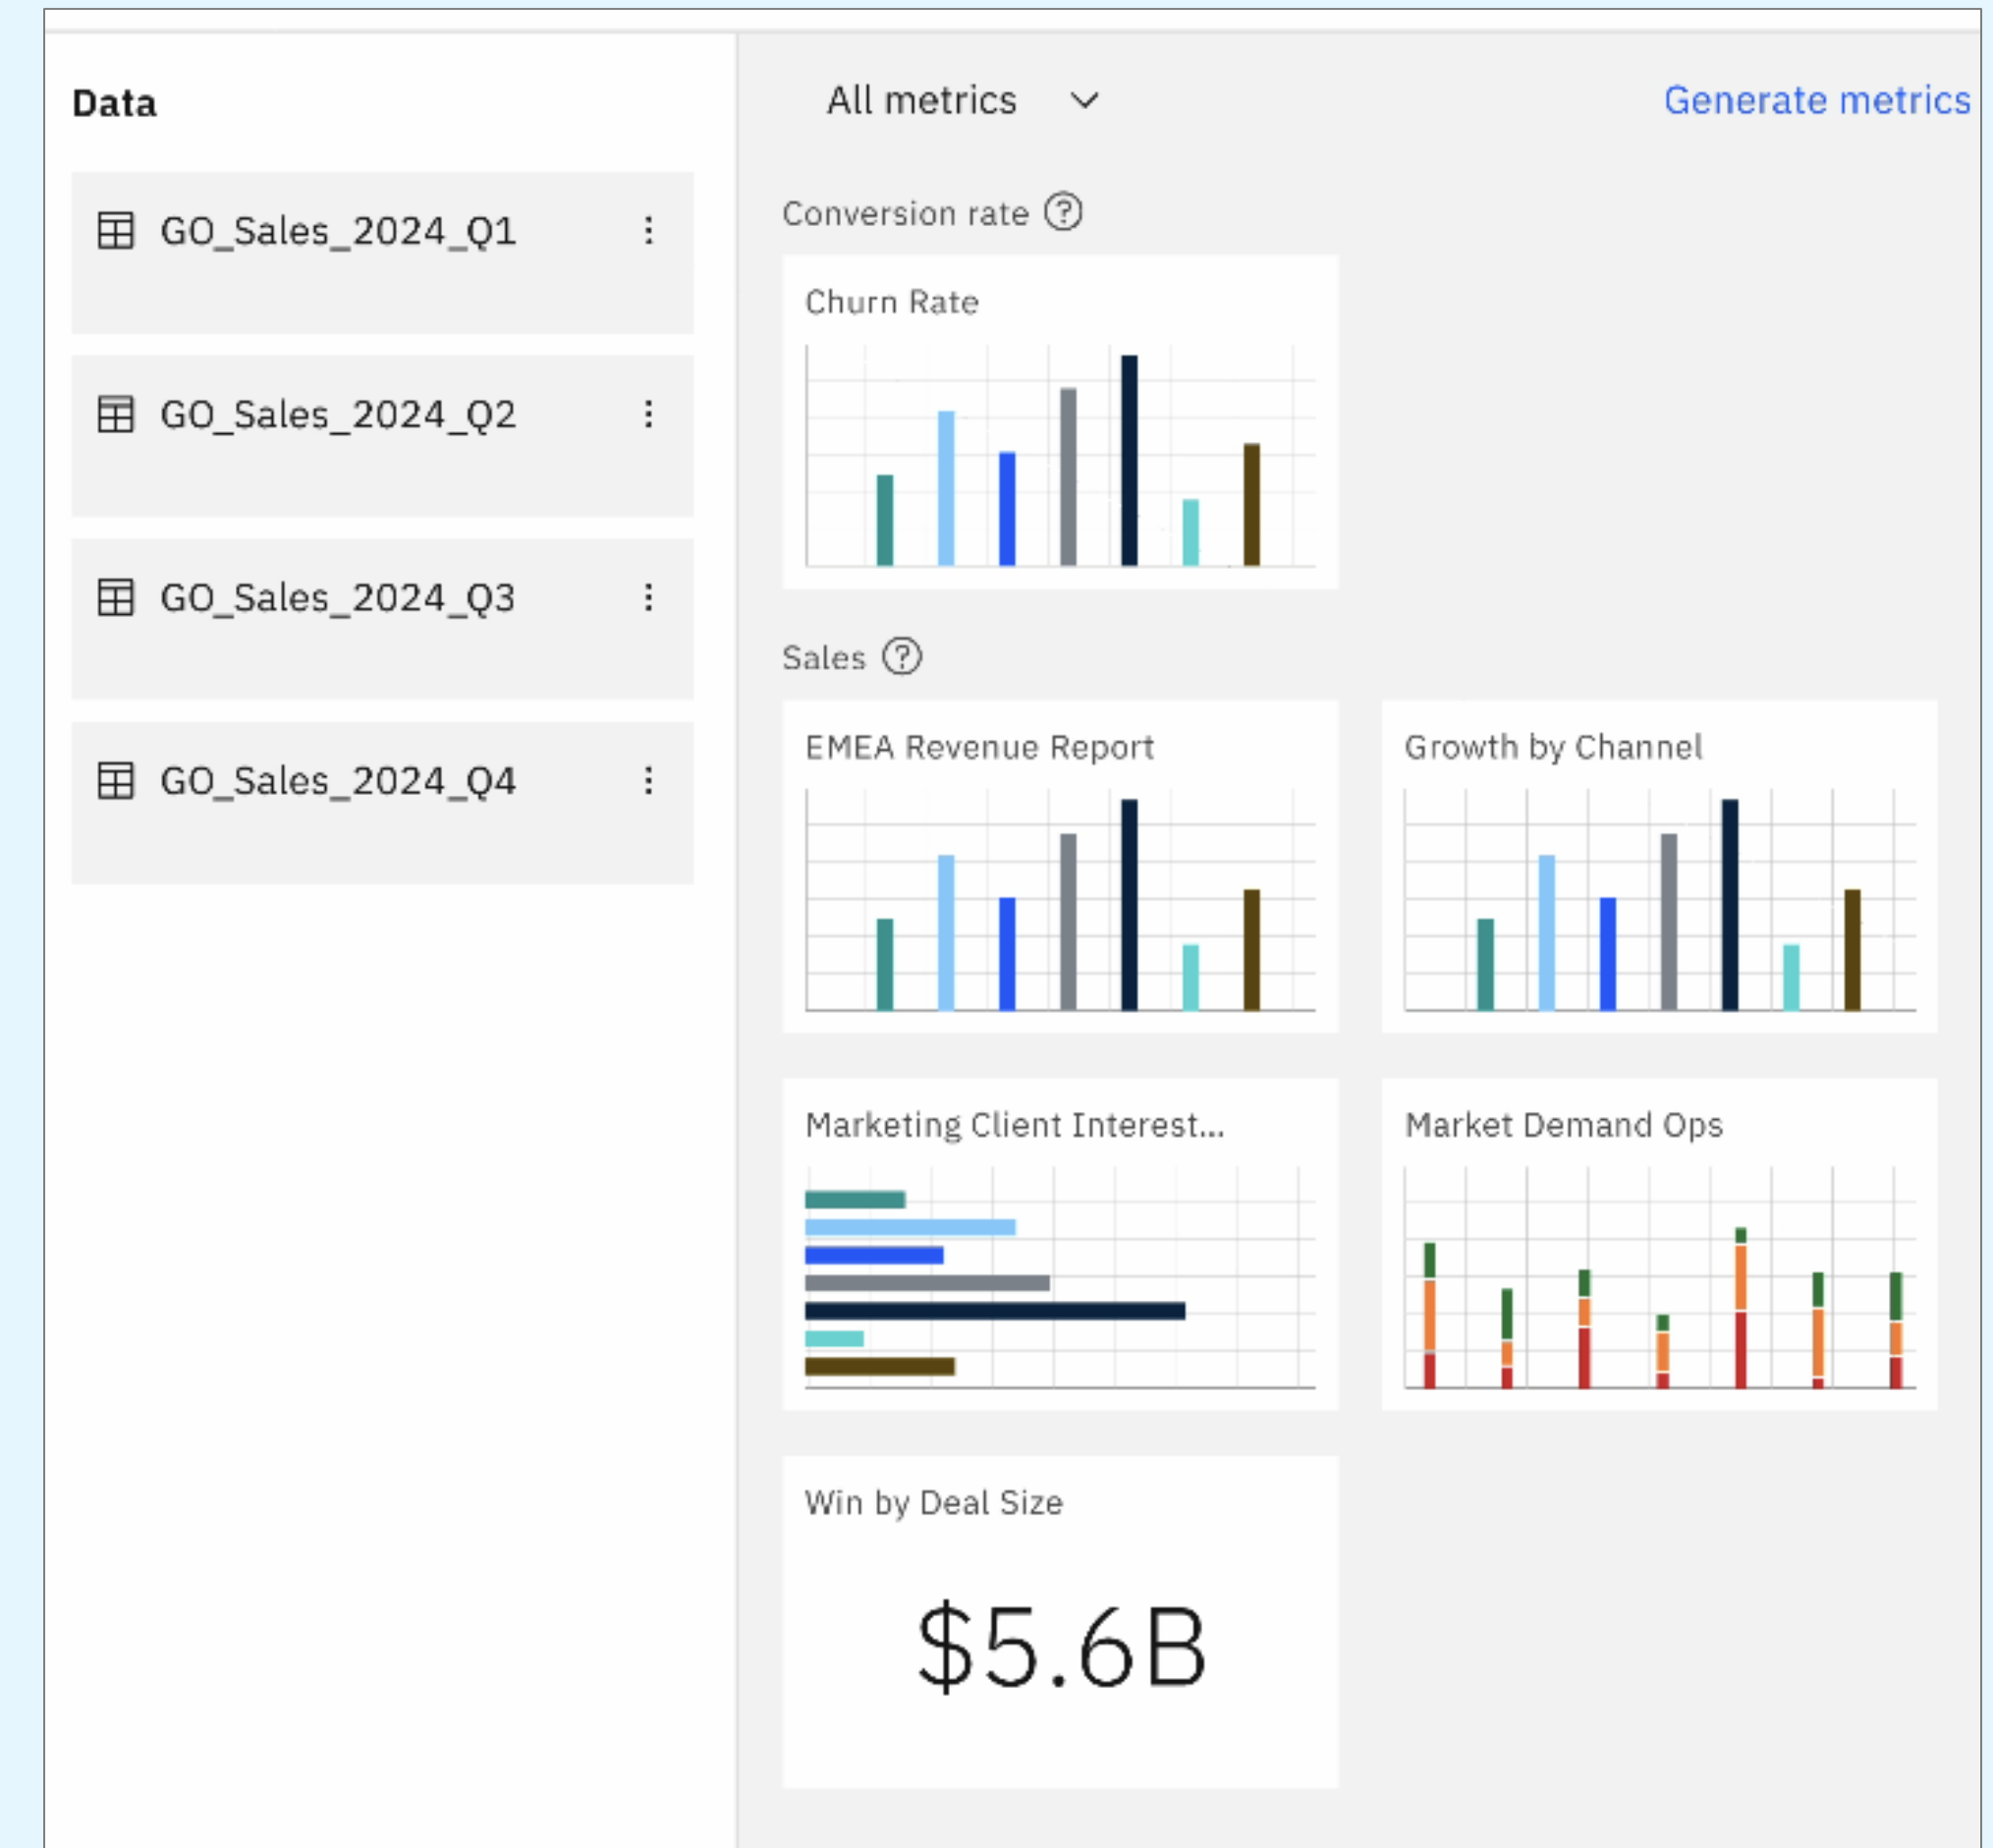 Data
GO_Sales_2024_Q1
GO_Sales_2024_Q2
GO_Sales_2024_Q3
GO_Sales_2024_Q4
All metrics
Generate metrics
Conversion rate ?
Churn Rate
Sales ?
EMEA Revenue Report
Growth by Channel
Marketing Client Interest...
Market Demand Ops
Win by Deal Size
$5.6B